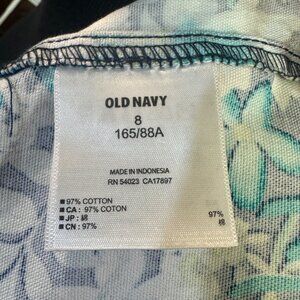 OLD NAVY
8
165/88A
MADE IN INDONESIA
RN 54023 CA17897
97% COTTON
CA : 97% COTON
JP : 綿 97%
CN : 97% 棉